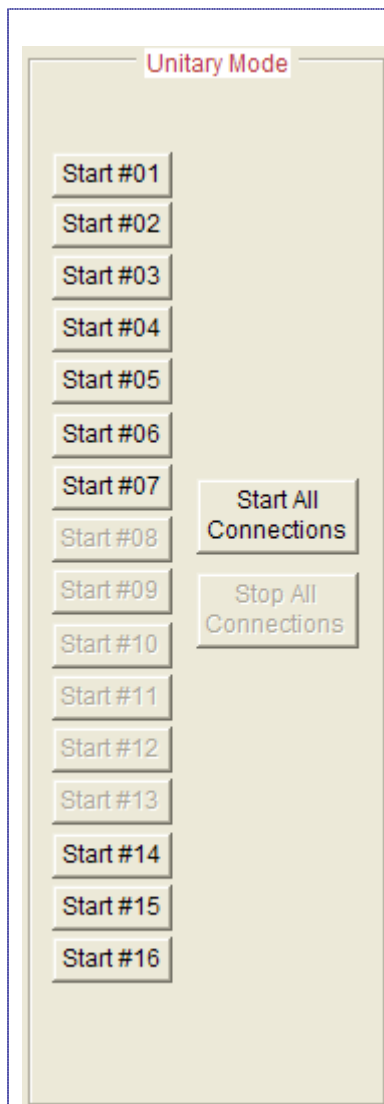 Unitary Mode
Start #01
Start #02
Start #03
Start #04
Start #05
Start #06
Start #07
Start #08
Start #09
Start #10
Start #11
Start #12
Start #13
Start #14
Start #15
Start #16
Start All
Connections
Stop All
Connections